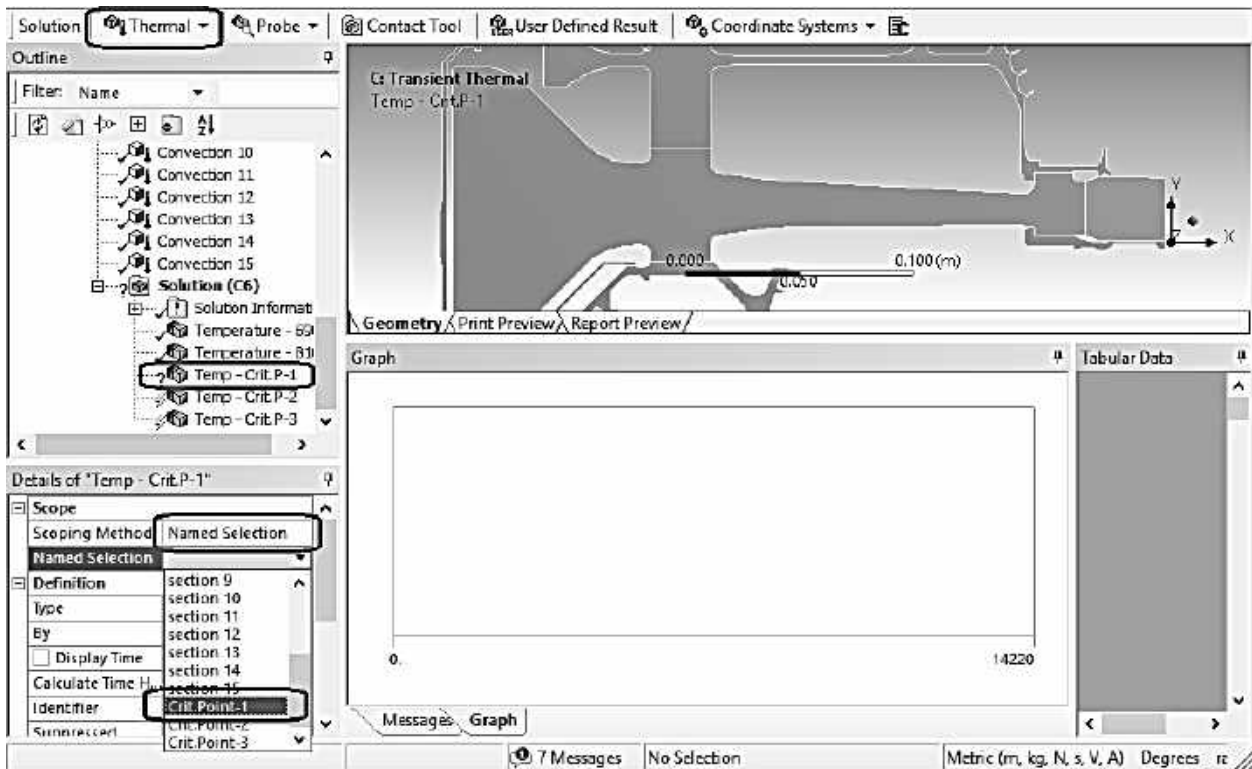 Solution Thermal Probe Contact Tool User Defined Result Coordinate Systems
Outline
Filter: Name
Convection 10
Convection 11
Convection 12
Convection 13
Convection 14
Convection 15
Solution (C6)
Solution Informati
Temperature -
Temperature -
Temp - Crit.P-1
Temp - Crit.P-2
Temp - Crit.P-3
C: Transient Thermal
Temp - Crit.P-1
Y
X
0.000
0.100 (m)
0.050
Geometry Print Preview Report Preview
Graph
Tabular Data
0.
14220
Messages Graph
Details of "Temp - Crit.P-1"
Scope
Scoping Method Named Selection
Named Selection
Definition
Type
By
Display Time
Calculate Time H
Identifier
Suppressed
section 9
section 10
section 11
section 12
section 13
section 14
section 15
Crit.Point-1
Crit.Point-2
Crit.Point-3
7 Messages No Selection Metric (m, kg, N, s, V, A) Degrees